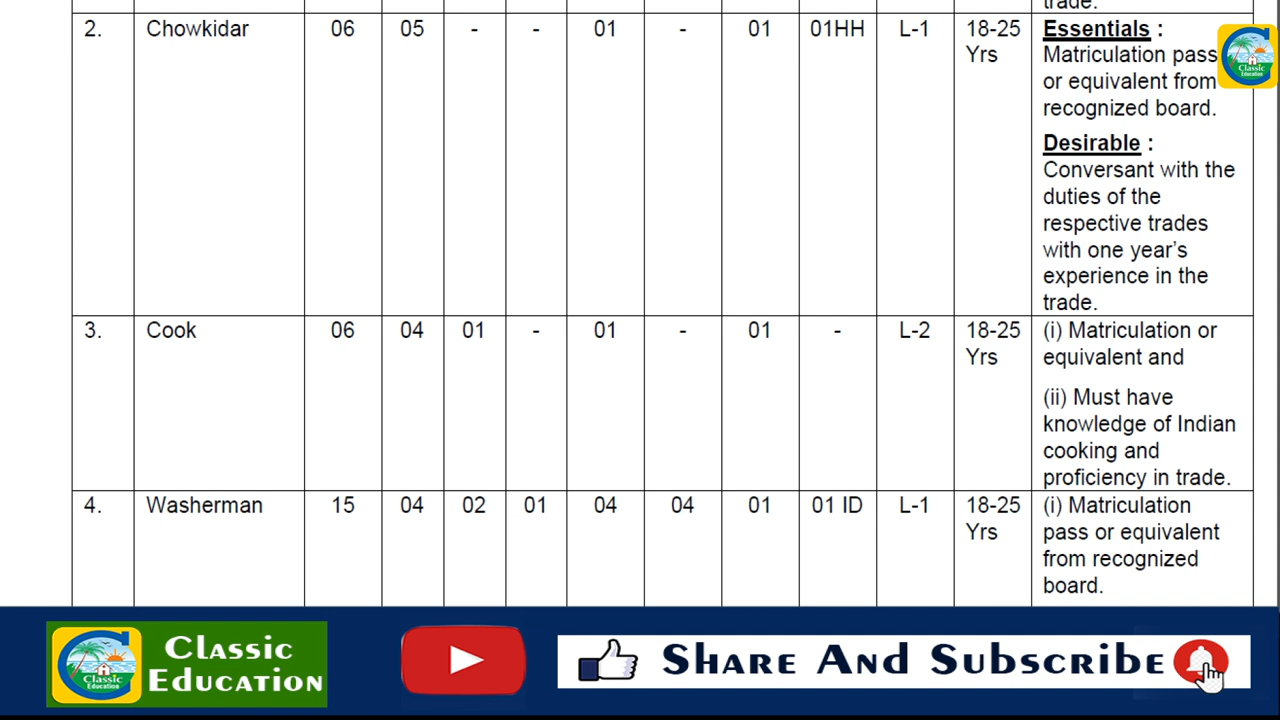 trade.
2. Chowkidar 06 05 - - 01 - 01 01HH L-1 18-25 Yrs
Essentials :
Matriculation pass
or equivalent from
recognized board.
Desirable :
Conversant with the
duties of the
respective trades
with one year's
experience in the
trade.
3. Cook 06 04 01 - 01 - 01 - L-2 18-25 Yrs
(i) Matriculation or
equivalent and
(ii) Must have
knowledge of Indian
cooking and
proficiency in trade.
4. Washerman 15 04 02 01 04 04 01 01 ID L-1 18-25 Yrs
(i) Matriculation
pass or equivalent
from recognized
board.
Classic
Education
Classic
Education
Classic
Education
Share And Subscribe